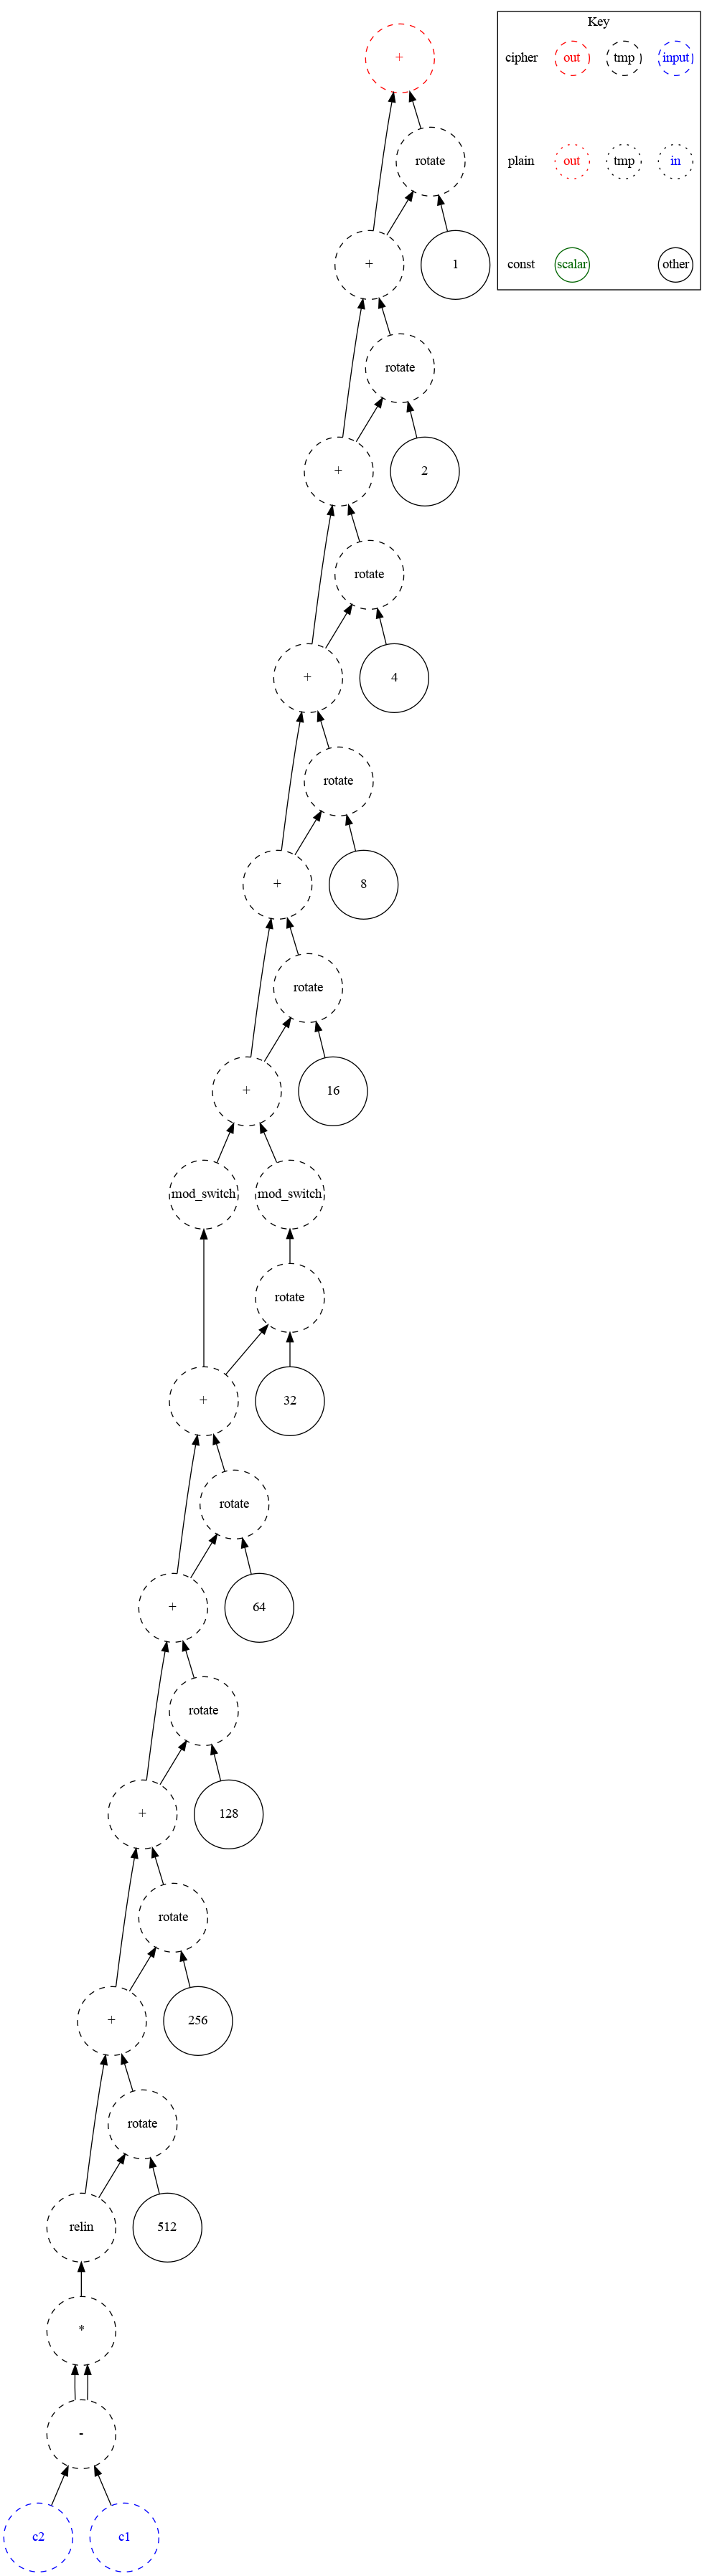 Key
cipher out tmp input
plain out tmp in
const scalar other
+
rotate
+ 1
rotate
+ 2
rotate
+ 4
rotate
+ 8
rotate
+ 16
mod_switch mod_switch
rotate
+ 32
rotate
+ 64
rotate
+ 128
rotate
+ 256
rotate
relin 512
*
-
c2 c1